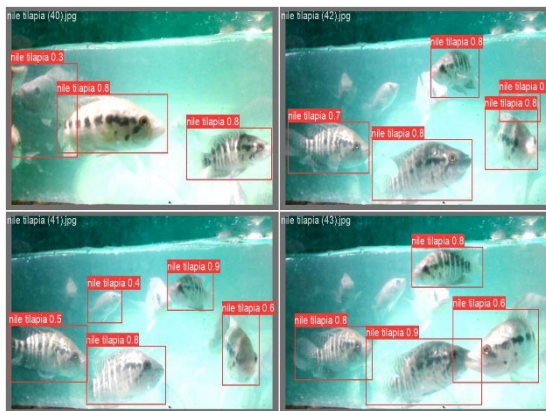 nile tilapia (40).jpg
nile tilapia 0.3
nile tilapia 0.8
nile tilapia 0.8
nile tilapia (42).jpg
nile tilapia 0.8
nile tilapia 0.
nile tilapia 0.8
nile tilapia 0.7
nile tilapia 0.8
nile tilapia (41).jpg
nile tilapia 0.9
nile tilapia 0.4
nile tilapia 0.6
nile tilapia 0.5
nile tilapia 0.8
nile tilapia (43).jpg
nile tilapia 0.8
nile tilapia 0.6
nile tilapia 0.8
nile tilapia 0.9